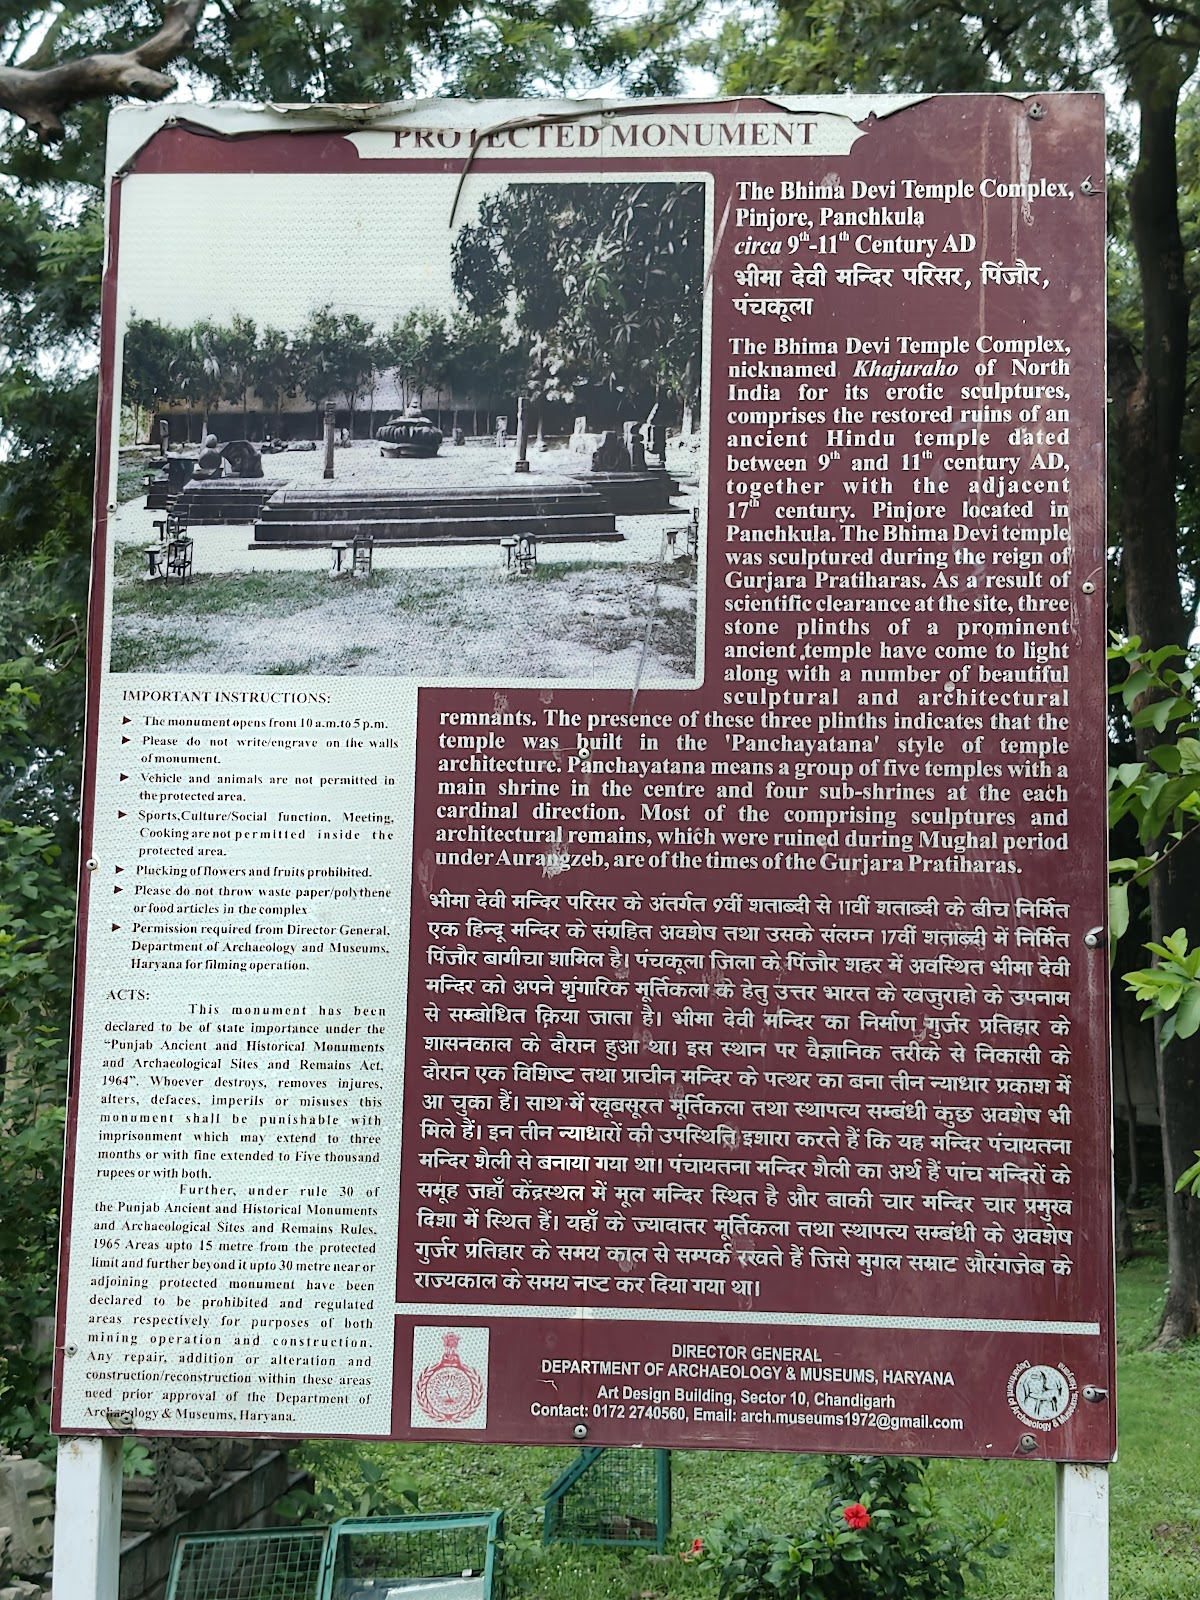 PROTECTED MONUMENT
The Bhima Devi Temple Complex,
Pinjore, Panchkula
circa 9th-11th Century AD
भीमा देवी मन्दिर परिसर, पिंजौर,
पंचकूला
The Bhima Devi Temple Complex,
nicknamed Khajuraho of North
India for its erotic sculptures,
comprises the restored ruins of an
ancient Hindu temple dated
between 9th and 11th century AD,
together with the adjacent
17th century. Pinjore located in
Panchkula. The Bhima Devi temple
was sculptured during the reign of
Gurjara Pratiharas. As a result of
scientific clearance at the site, three
stone plinths of a prominent
ancient temple have come to light
along with a number of beautiful
sculptural and architectural
remnants. The presence of these three plinths indicates that the
temple was built in the 'Panchayatana' style of temple
architecture. Panchayatana means a group of five temples with a
main shrine in the centre and four sub-shrines at the each
cardinal direction. Most of the comprising sculptures and
architectural remains, which were ruined during Mughal period
under Aurangzeb, are of the times of the Gurjara Pratiharas.
भीमा देवी मन्दिर परिसर के अंतर्गत 9वीं शताब्दी से 11वीं शताब्दी के बीच निर्मित
एक हिन्दू मन्दिर के संग्रहित अवशेष तथा उसके संलग्न 17वीं शताब्दी में निर्मित
पिंजौर बागीचा शामिल है। पंचकूला जिला के पिंजौर शहर में अवस्थित भीमा देवी
मन्दिर को अपने शृंगारिक मूर्तिकला के हेतु उत्तर भारत के खजुराहो के उपनाम
से सम्बोधित किया जाता है। भीमा देवी मन्दिर का निर्माण गुर्जर प्रतिहार के
शासनकाल के दौरान हुआ था। इस स्थान पर वैज्ञानिक तरीके से निकासी के
दौरान एक विशिष्ट तथा प्राचीन मन्दिर के पत्थर का बना तीन न्याधार प्रकाश में
आ चुका हैं। साथ में खूबसूरत मूर्तिकला तथा स्थापत्य सम्बंधी कुछ अवशेष भी
मिले हैं। इन तीन न्याधारों की उपस्थिति इशारा करते हैं कि यह मन्दिर पंचायतना
मन्दिर शैली से बनाया गया था। पंचायतना मन्दिर शैली का अर्थ हैं पांच मन्दिरों के
समूह जहाँ केंद्रस्थल में मूल मन्दिर स्थित है और बाकी चार मन्दिर चार प्रमुख
दिशा में स्थित हैं। यहाँ के ज्यादातर मूर्तिकला तथा स्थापत्य सम्बंधी के अवशेष
गुर्जर प्रतिहार के समय काल से सम्पर्क रखते हैं जिसे मुगल सम्राट औरंगजेब के
राज्यकाल के समय नष्ट कर दिया गया था।
IMPORTANT INSTRUCTIONS:
The monument opens from 10 a.m.to 5 p.m.
Please do not write/engrave on the walls
of monument.
Vehicle and animals are not permitted in
the protected area.
Sports,Culture/Social function, Meeting,
Cooking are not permitted inside the
protected area.
Plucking of flowers and fruits prohibited.
Please do not throw waste paper/polythene
or food articles in the complex
Permission required from Director General,
Department of Archaeology and Museums,
Haryana for filming operation.
ACTS:
This monument has been
declared to be of state importance under the
“Punjab Ancient and Historical Monuments
and Archaeological Sites and Remains Act,
1964”. Whoever destroys, removes injures,
alters, defaces, imperils or misuses this
monument shall be punishable with
imprisonment which may extend to three
months or with fine extended to Five thousand
rupees or with both.
Further, under rule 30 of
the Punjab Ancient and Historical Monuments
and Archaeological Sites and Remains Rules,
1965 Areas upto 15 metre from the protected
limit and further beyond it upto 30 metre near or
adjoining protected monument have been
declared to be prohibited and regulated
areas respectively for purposes of both
mining operation and construction.
Any repair, addition or alteration and
construction/reconstruction within these areas
need prior approval of the Department of
Archaeology & Museums, Haryana.
DIRECTOR GENERAL
DEPARTMENT OF ARCHAEOLOGY & MUSEUMS, HARYANA
Art Design Building, Sector 10, Chandigarh
Contact: 0172 2740560, Email: arch.museums1972@gmail.com
Department of Archaeology & Museums, Haryana